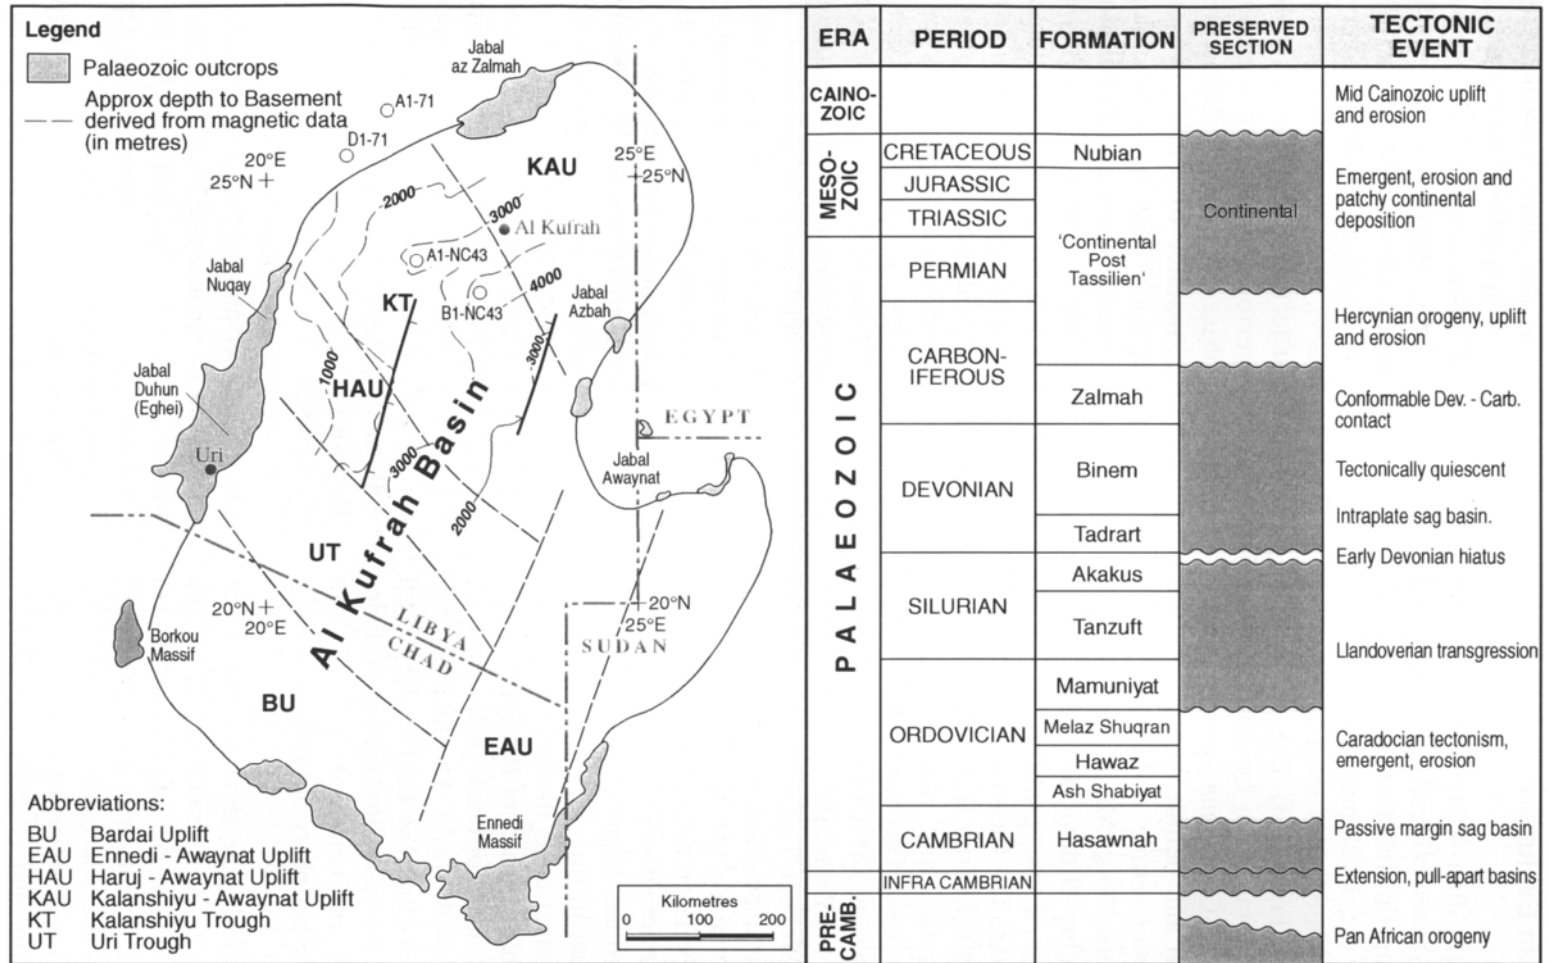 Legend
Palaeozoic outcrops
Approx depth to Basement
derived from magnetic data
(in metres)
Jabal
az Zalmah
A1-71
D1-71
20°E
25°N
25°E
25°N
KAU
2000
3000
Al Kufrah
A1-NC43
4000
B1-NC43
Jabal
Nuqay
KT
Jabal
Azbah
3000
1000
HAU
Jabal
Duhun
(Eghei)
Uri
EGYPT
Jabal
Awaynat
3000
2000
Al Kufrah Basin
UT
20°N
20°E
20°N
25°E
LIBYA
CHAD
SUDAN
Borkou
Massif
BU
EAU
Ennedi
Massif
Abbreviations:
BU Bardai Uplift
EAU Ennedi - Awaynat Uplift
HAU Haruj - Awaynat Uplift
KAU Kalanshiyu - Awaynat Uplift
KT Kalanshiyu Trough
UT Uri Trough
Kilometres
0 100 200
ERA PERIOD FORMATION PRESERVED SECTION TECTONIC EVENT
CAINO-
ZOIC
Mid Cainozoic uplift
and erosion
MESO-
ZOIC
CRETACEOUS Nubian
JURASSIC
TRIASSIC
Continental
Emergent, erosion and
patchy continental
deposition
PALAEOZOIC
PERMIAN
'Continental
Post
Tassilien'
Hercynian orogeny, uplift
and erosion
CARBON-
IFEROUS
Zalmah
Conformable Dev. - Carb.
contact
DEVONIAN
Binem
Tectonically quiescent
Tadrart
Intraplate sag basin.
Early Devonian hiatus
SILURIAN
Akakus
Tanzuft
Llandoverian transgression
ORDOVICIAN
Mamuniyat
Melaz Shuqran
Hawaz
Ash Shabiyat
Caradocian tectonism,
emergent, erosion
CAMBRIAN Hasawnah
Passive margin sag basin
INFRA CAMBRIAN
Extension, pull-apart basins
PRE-
CAMB.
Pan African orogeny